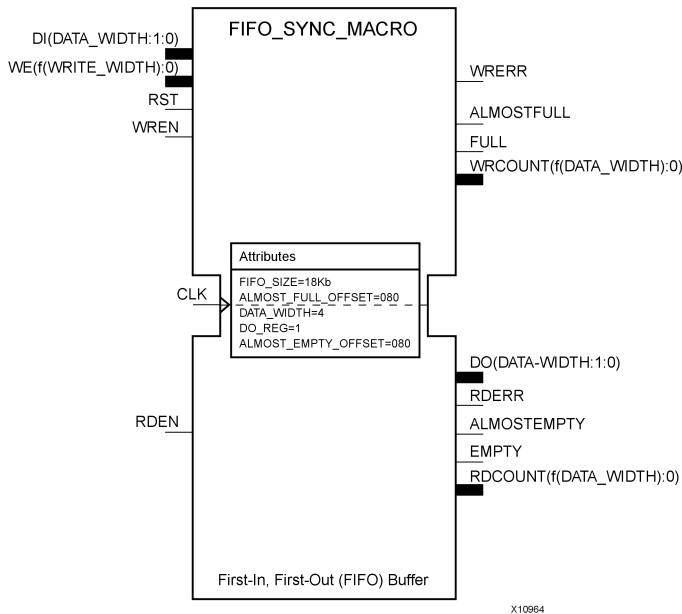 FIFO_SYNC_MACRO
DI(DATA_WIDTH:1:0)
WE(f(WRITE_WIDTH):0)
RST
WREN
WRERR
ALMOSTFULL
FULL
WRCOUNT(f(DATA_WIDTH):0)
Attributes
FIFO_SIZE=18Kb
ALMOST_FULL_OFFSET=080
DATA_WIDTH=4
DO_REG=1
ALMOST_EMPTY_OFFSET=080
CLK
DO(DATA-WIDTH:1:0)
RDERR
ALMOSTEMPTY
EMPTY
RDCOUNT(f(DATA_WIDTH):0)
RDEN
First-In, First-Out (FIFO) Buffer
X10964